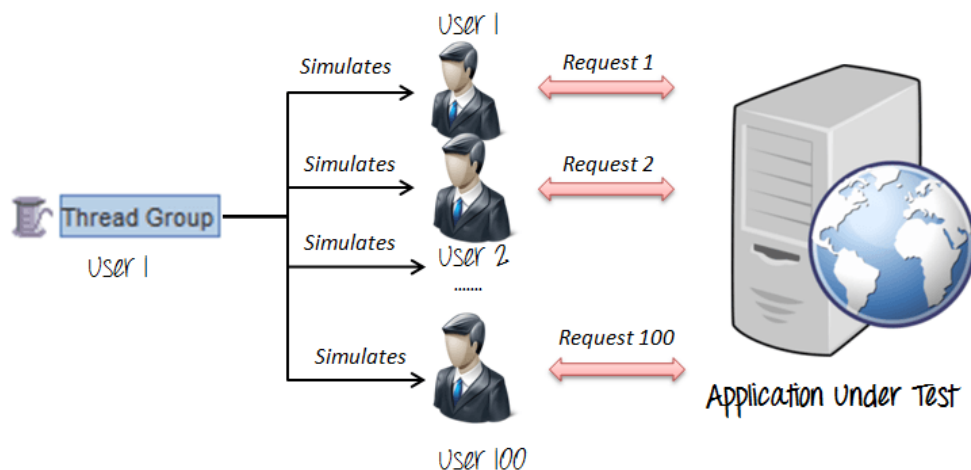 User 1
Simulates
Request 1
Simulates
Request 2
Thread Group
User 1
Simulates
User 2
.......
Simulates
Request 100
Application Under Test
User 100